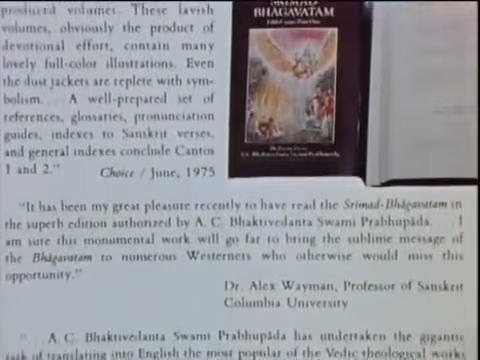 produced volumes. These lavish
volumes, obviously the product of
devotional effort, contain many
lovely full-color illustrations. Even
the dust jackets are replete with sym-
bolism. . . A well-prepared set of
references, glossaries, pronunciation
guides, indexes to Sanskrit verses,
and general indexes conclude Cantos
1 and 2."
Choice / June, 1975
ŚRĪMAD
BHĀGAVATAM
"It has been my great pleasure recently to have read the Śrīmad-Bhāgavatam in
the superb edition authorized by A. C. Bhaktivedanta Swami Prabhupāda. . . I
am sure this monumental work will go far to bring the sublime message of
the Bhāgavatam to numerous Westerners who otherwise would miss this
opportunity."
Dr. Alex Wayman, Professor of Sanskrit
Columbia University
". . . A. C. Bhaktivedanta Swami Prabhupāda has undertaken the gigantic
task of translating into English the most popular of the Vedic theological works